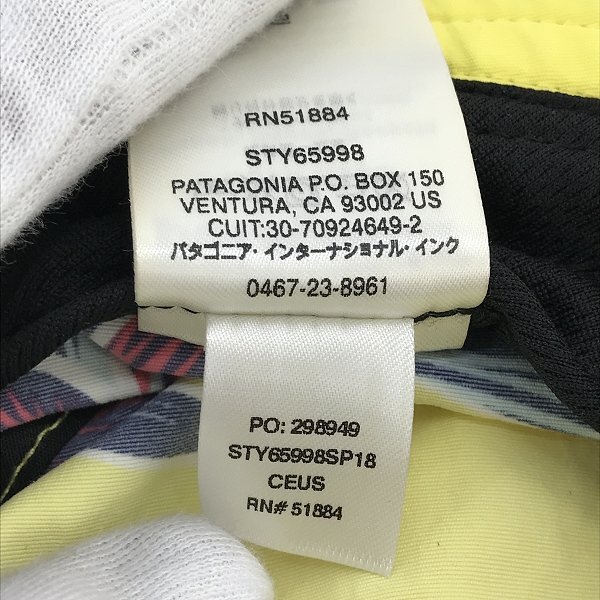 RN51884
STY65998
PATAGONIA P.O. BOX 150
VENTURA, CA 93002 US
CUIT:30-70924649-2
パタゴニア・インターナショナル・インク
0467-23-8961
PO: 298949
STY65998SP18
CEUS
RN# 51884